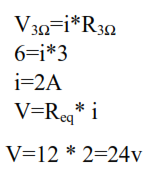 V₃Ω=i*R₃Ω
6=i*3
i=2A
V=Req* i
V=12 * 2=24v